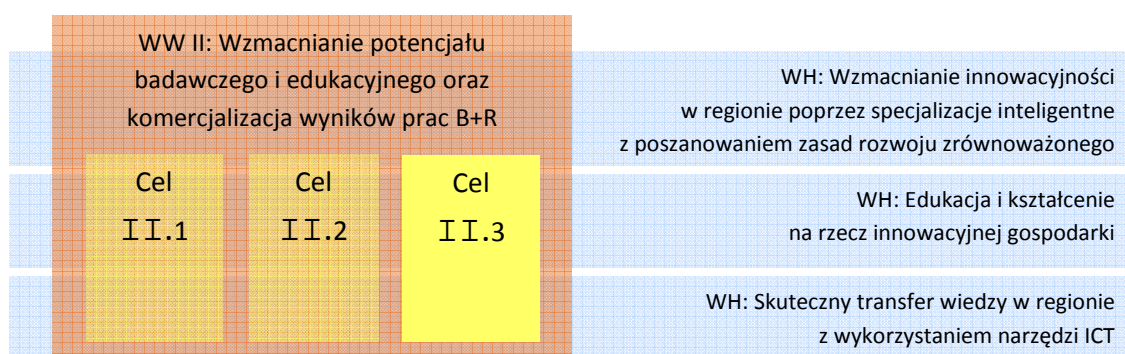 WW II: Wzmacnianie potencjału
badawczego i edukacyjnego oraz
komercjalizacja wyników prac B+R
Cel
II.1
Cel
II.2
Cel
II.3
WH: Wzmacnianie innowacyjności
w regionie poprzez specjalizacje inteligentne
z poszanowaniem zasad rozwoju zrównoważonego
WH: Edukacja i kształcenie
na rzecz innowacyjnej gospodarki
WH: Skuteczny transfer wiedzy w regionie
z wykorzystaniem narzędzi ICT